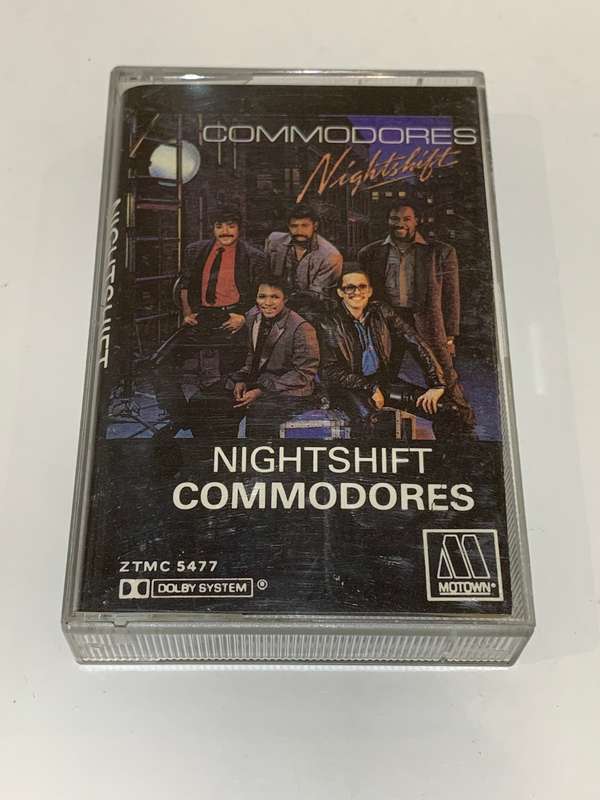 COMMODORES
Nightshift
NIGHTSHIFT
NIGHTSHIFT
COMMODORES
ZTMC 5477
DOLBY SYSTEM ®
MOTOWN®